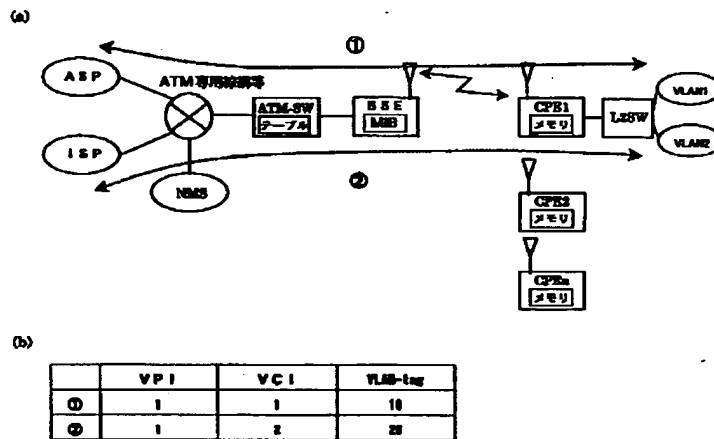 (a)
①
ASP
ATM専用線網等
ISP
NMS
ATM-SW
テーブル
BSE
MIB
CPE1
メモリ
L2SW
VLAN1
VLAN2
②
CPE2
メモリ
CPEn
メモリ
(b)
VPI VCI VLAN-tag
① 1 1 10
② 1 2 20